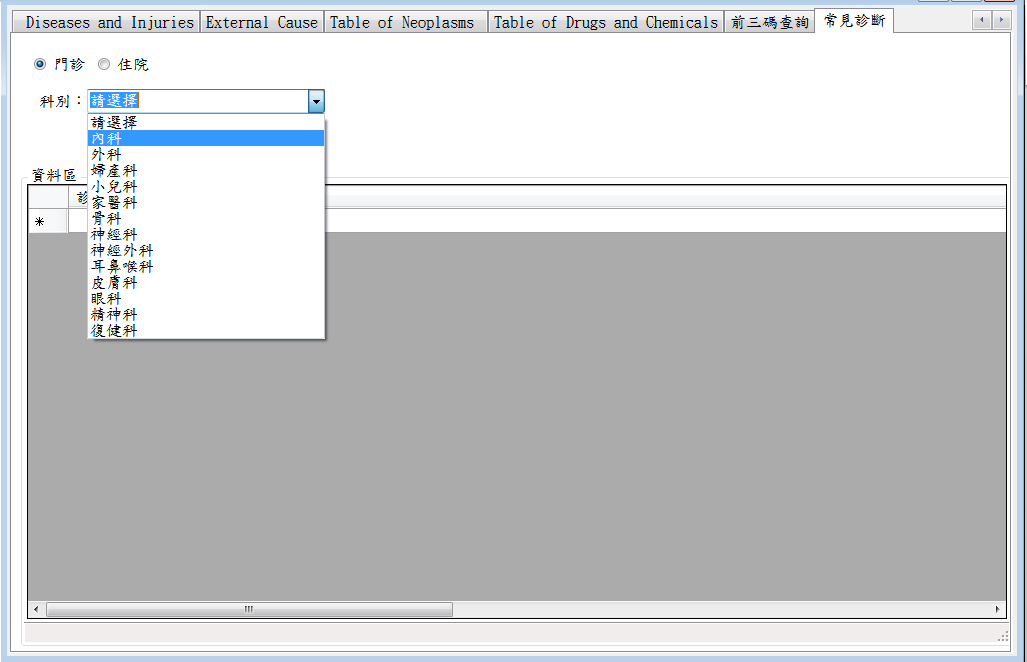 Diseases and Injuries External Cause Table of Neoplasms Table of Drugs and Chemicals 前三碼查詢 常見診斷
門診 住院
科別： 請選擇
請選擇
內科
外科
婦產科
小兒科
家醫科
骨科
神經科
神經外科
耳鼻喉科
皮膚科
眼科
精神科
復健科
資料區